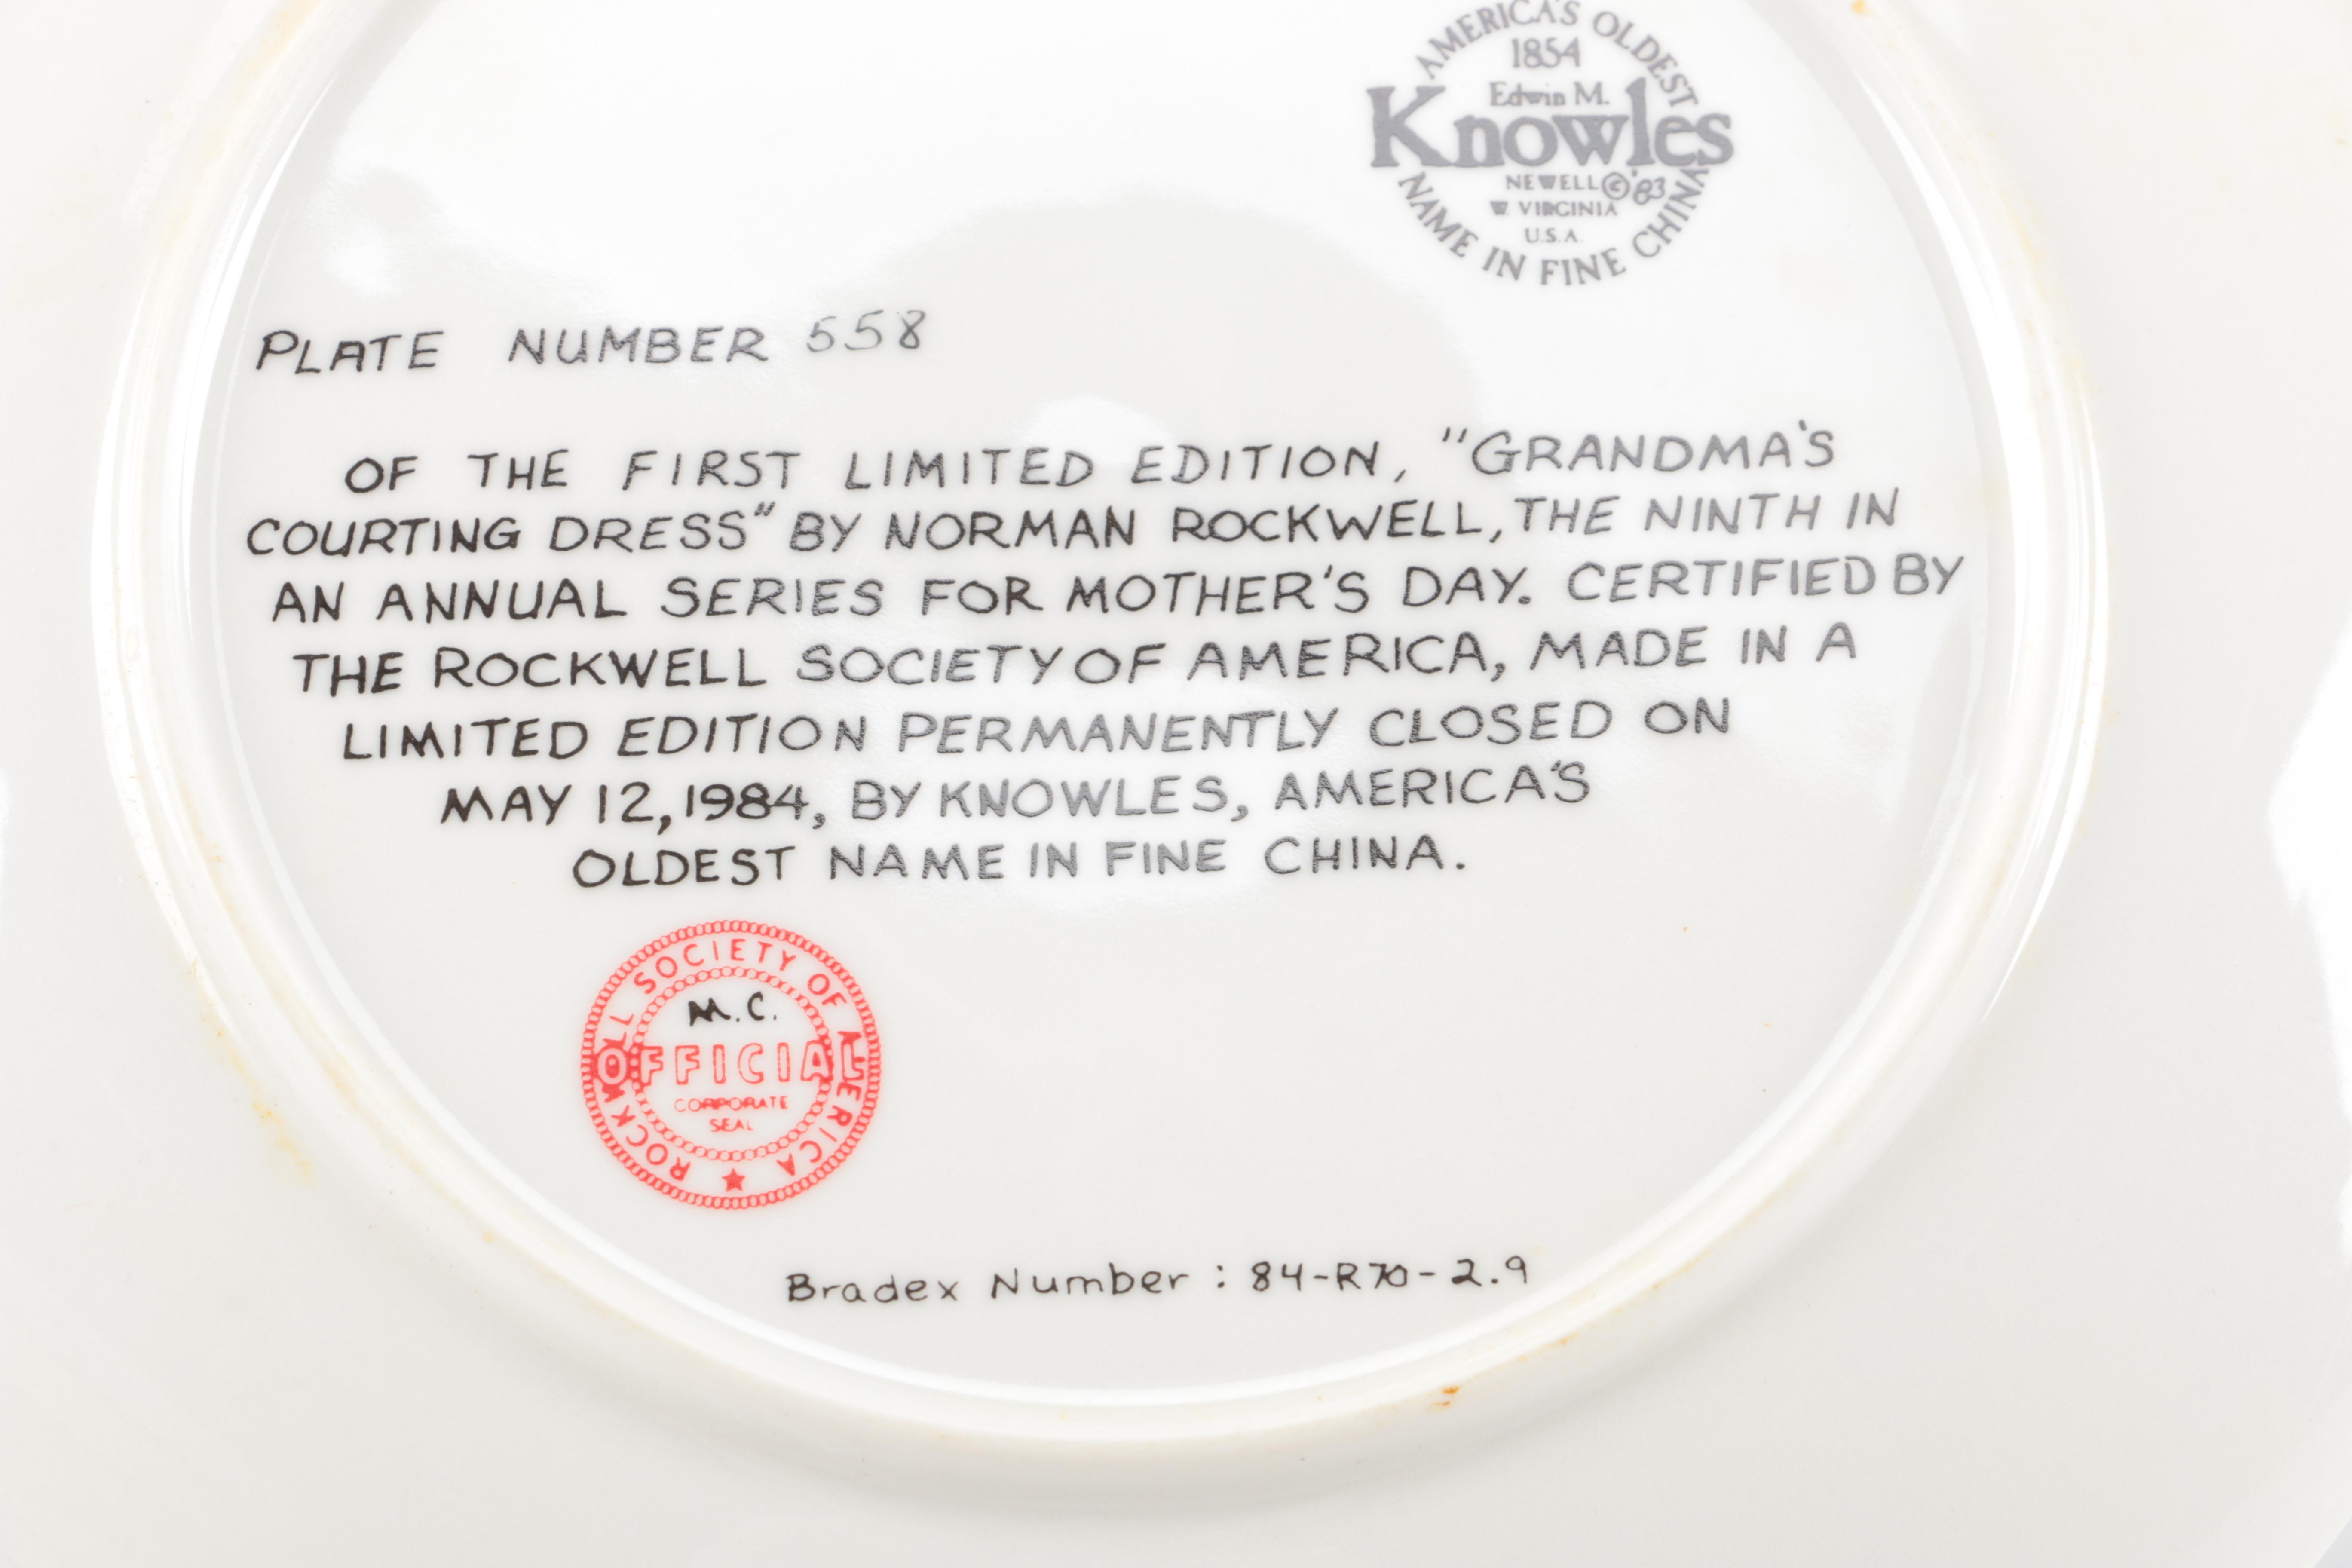 AMERICA'S OLDEST
1854
Edwin M.
Knowles
NEWELL © '83
W. VIRGINIA
U.S.A.
NAME IN FINE CHINA
PLATE NUMBER 558
OF THE FIRST LIMITED EDITION, "GRANDMA'S
COURTING DRESS" BY NORMAN ROCKWELL, THE NINTH IN
AN ANNUAL SERIES FOR MOTHER'S DAY. CERTIFIED BY
THE ROCKWELL SOCIETY OF AMERICA, MADE IN A
LIMITED EDITION PERMANENTLY CLOSED ON
MAY 12, 1984, BY KNOWLES, AMERICA'S
OLDEST NAME IN FINE CHINA.
ROCKWELL SOCIETY OF AMERICA
M.C.
OFFICIAL
CORPORATE
SEAL
Bradex Number : 84-R70-2.9